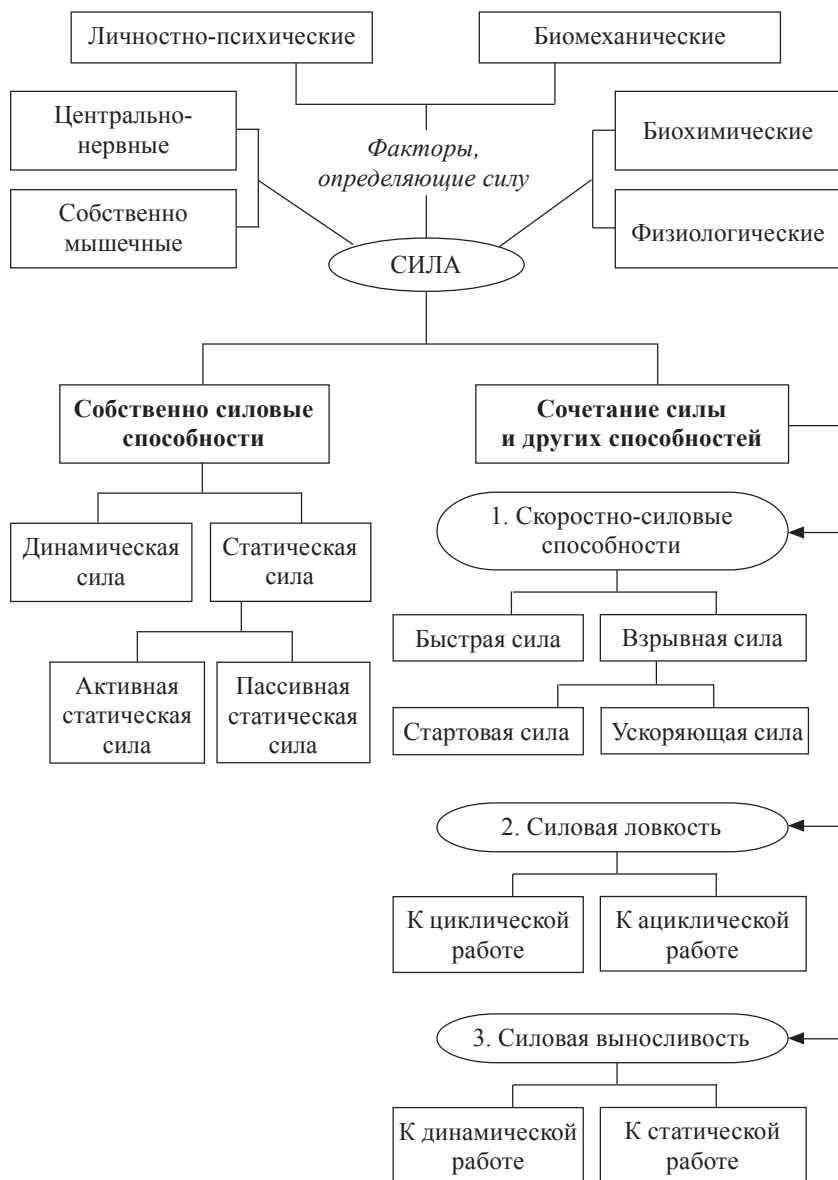 Личностно-психические
Биомеханические
Центрально-
нервные
Факторы,
определяющие силу
Биохимические
Собственно
мышечные
Физиологические
СИЛА
Собственно силовые
способности
Сочетание силы
и других способностей
1. Скоростно-силовые
способности
Динамическая
сила
Статическая
сила
Быстрая сила
Взрывная сила
Активная
статическая
сила
Пассивная
статическая
сила
Стартовая сила
Ускоряющая сила
2. Силовая ловкость
К циклической
работе
К ациклической
работе
3. Силовая выносливость
К динамической
работе
К статической
работе